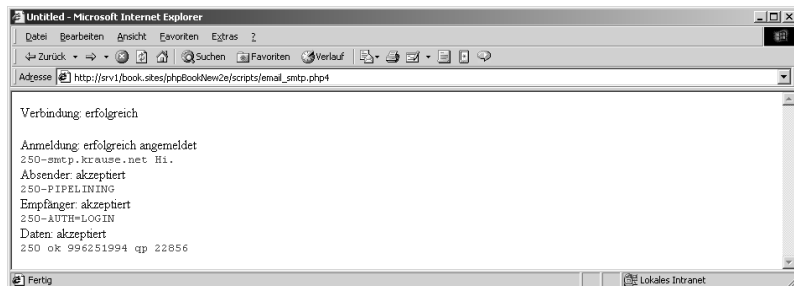 Untitled - Microsoft Internet Explorer
Datei Bearbeiten Ansicht Favoriten Extras ?
Zurück Suchen Favoriten Verlauf
Adresse http://srv1/book.sites/phpBookNew2e/scripts/email_smtp.php4
Verbindung: erfolgreich
Anmeldung: erfolgreich angemeldet
250-smtp.krause.net Hi.
Absender: akzeptiert
250-PIPELINING
Empfänger: akzeptiert
250-AUTH=LOGIN
Daten: akzeptiert
250 ok 996251994 qp 22856
Fertig Lokales Intranet